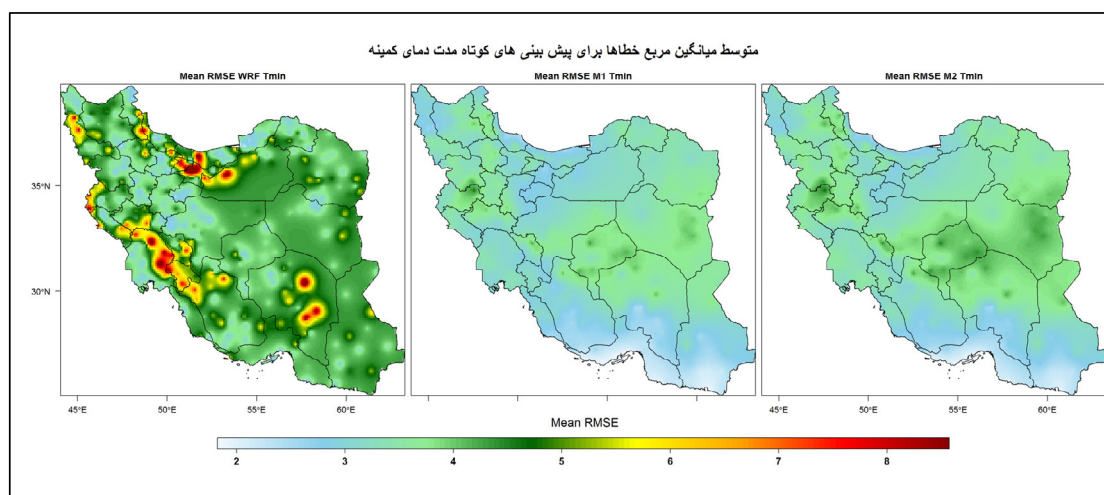 متوسط میانگین مربع خطاها برای پیش بینی های کوتاه مدت دمای کمینه
Mean RMSE WRF Tmin
Mean RMSE M1 Tmin
Mean RMSE M2 Tmin
35°N
30°N
45°E 50°E 55°E 60°E
45°E 50°E 55°E 60°E
Mean RMSE
2 3 4 5 6 7 8